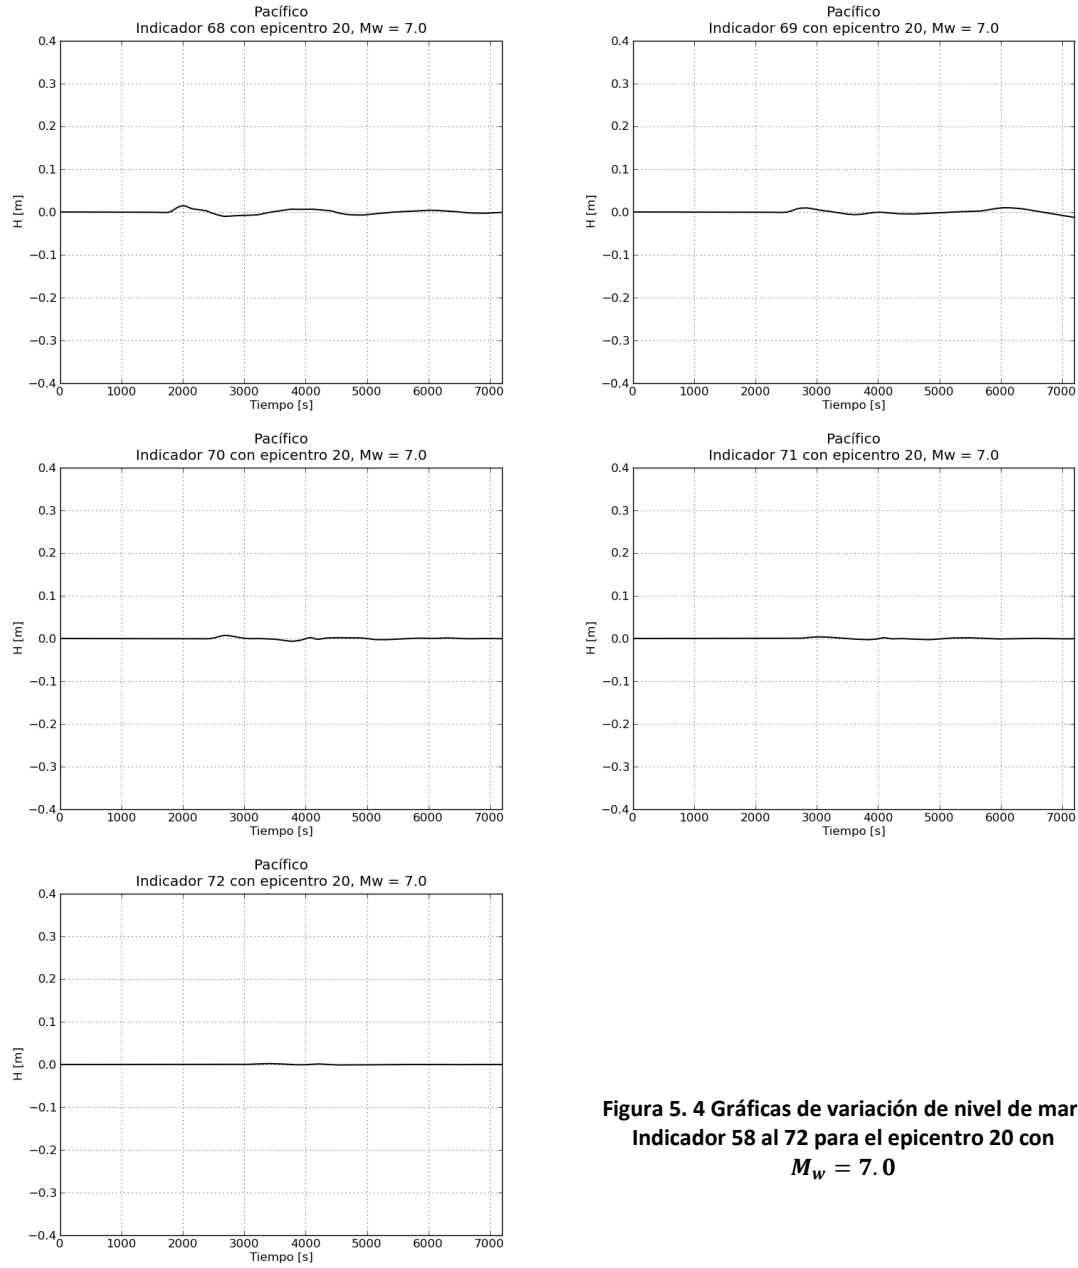 Pacífico
Indicador 68 con epicentro 20, Mw = 7.0
0.4
0.3
0.2
0.1
0.0
−0.1
−0.2
−0.3
−0.4
H [m]
0 1000 2000 3000 4000 5000 6000 7000
Tiempo [s]
Pacífico
Indicador 69 con epicentro 20, Mw = 7.0
0.4
0.3
0.2
0.1
0.0
−0.1
−0.2
−0.3
−0.4
H [m]
0 1000 2000 3000 4000 5000 6000 7000
Tiempo [s]
Pacífico
Indicador 70 con epicentro 20, Mw = 7.0
0.4
0.3
0.2
0.1
0.0
−0.1
−0.2
−0.3
−0.4
H [m]
0 1000 2000 3000 4000 5000 6000 7000
Tiempo [s]
Pacífico
Indicador 71 con epicentro 20, Mw = 7.0
0.4
0.3
0.2
0.1
0.0
−0.1
−0.2
−0.3
−0.4
H [m]
0 1000 2000 3000 4000 5000 6000 7000
Tiempo [s]
Pacífico
Indicador 72 con epicentro 20, Mw = 7.0
0.4
0.3
0.2
0.1
0.0
−0.1
−0.2
−0.3
−0.4
H [m]
0 1000 2000 3000 4000 5000 6000 7000
Tiempo [s]
Figura 5. 4 Gráficas de variación de nivel de mar
Indicador 58 al 72 para el epicentro 20 con
M_w = 7.0